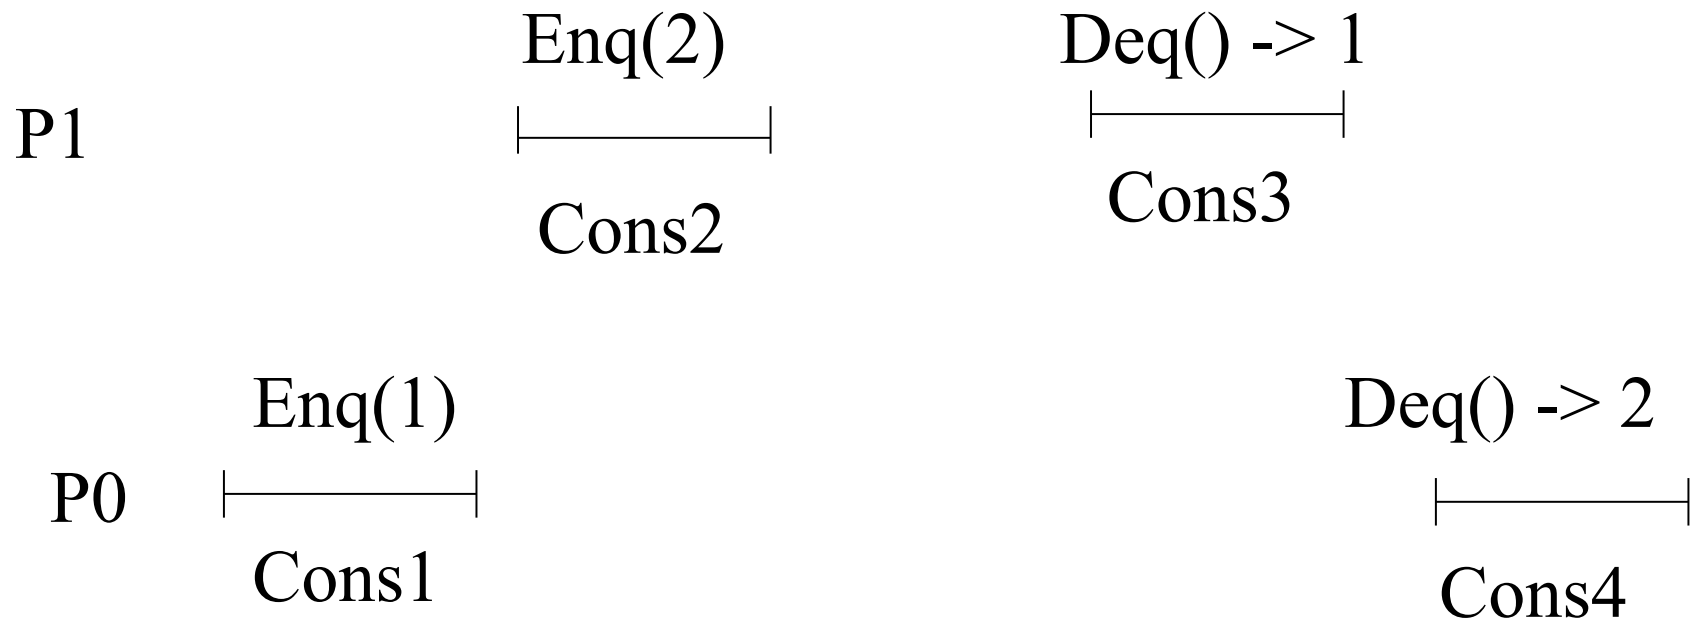 Enq(2)
Deq() -> 1
P1
Cons2
Cons3
Enq(1)
Deq() -> 2
P0
Cons1
Cons4